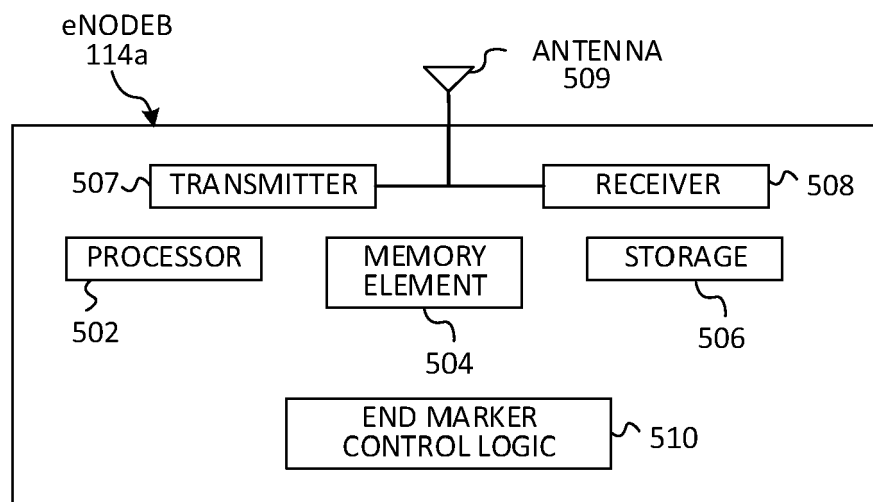 eNODEB
114a
ANTENNA
509
507
TRANSMITTER
RECEIVER
508
PROCESSOR
502
MEMORY
ELEMENT
504
STORAGE
506
END MARKER
CONTROL LOGIC
510